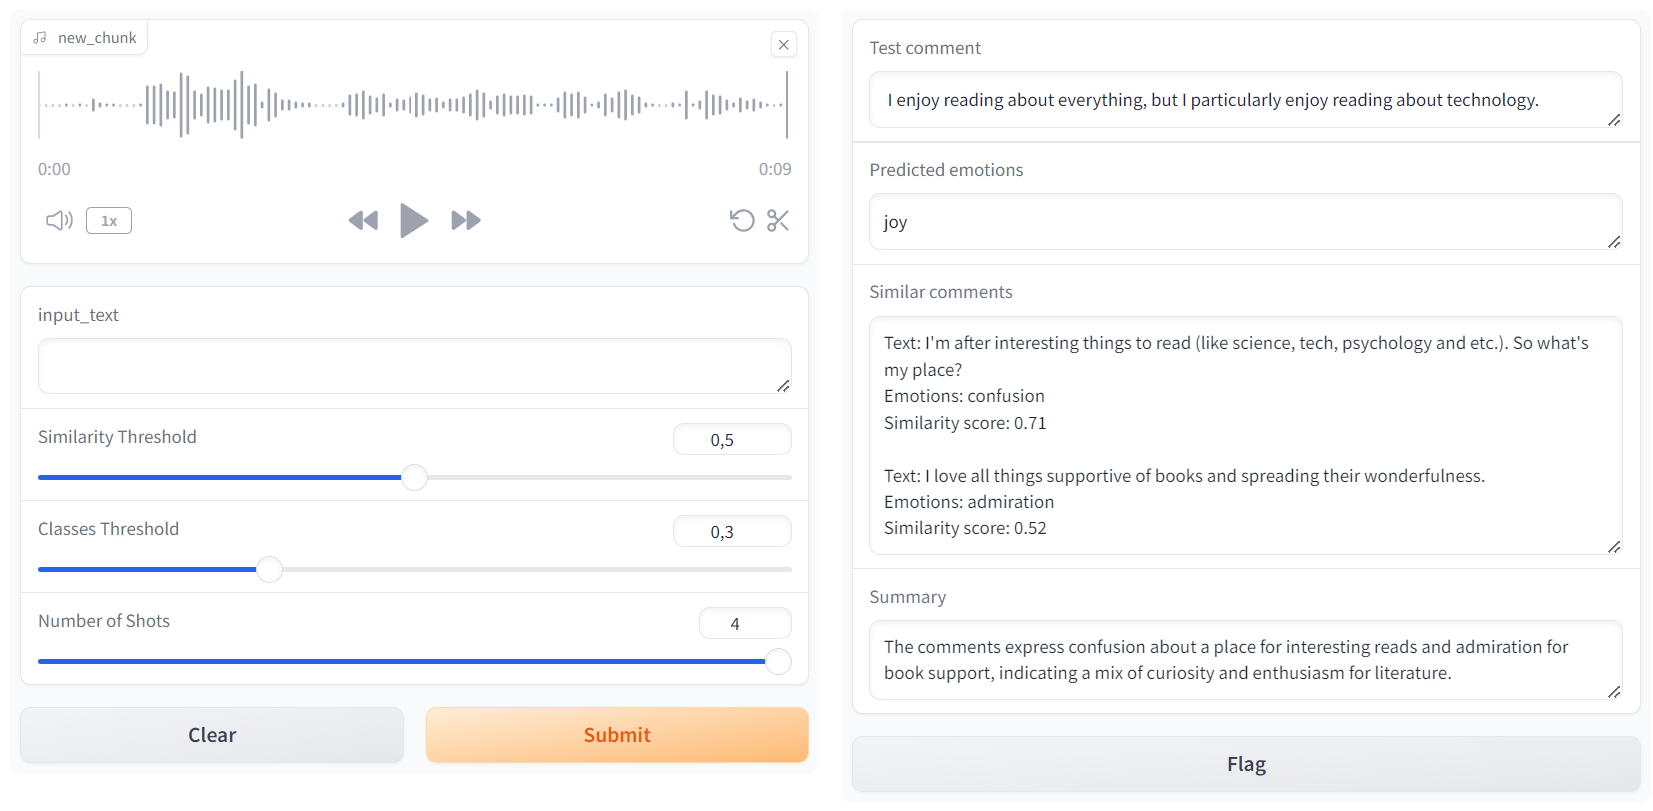 new_chunk
0:00
0:09
1x
input_text
Similarity Threshold
0,5
Classes Threshold
0,3
Number of Shots
4
Clear
Submit
Test comment
I enjoy reading about everything, but I particularly enjoy reading about technology.
Predicted emotions
joy
Similar comments
Text: I'm after interesting things to read (like science, tech, psychology and etc.). So what's
my place?
Emotions: confusion
Similarity score: 0.71
Text: I love all things supportive of books and spreading their wonderfulness.
Emotions: admiration
Similarity score: 0.52
Summary
The comments express confusion about a place for interesting reads and admiration for
book support, indicating a mix of curiosity and enthusiasm for literature.
Flag